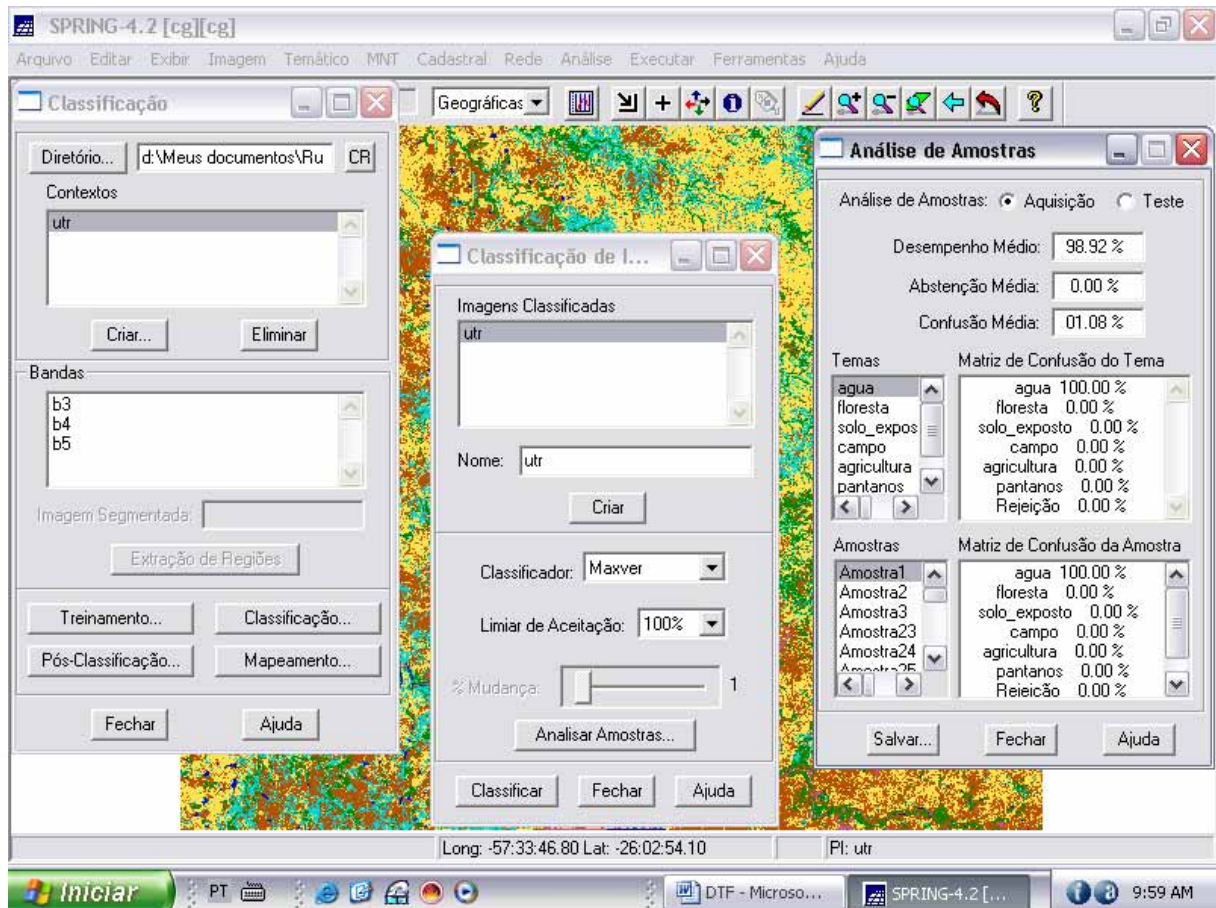 SPRING-4.2 [cg][cg]
Arquivo Editar Exibir Imagem Temático MNT Cadastral Rede Análise Executar Ferramentas Ajuda
Geográficas
Classificação
Diretório... d:\Meus documentos\Ru CR
Contextos
utr
Criar... Eliminar
Bandas
b3
b4
b5
Imagem Segmentada:
Extração de Regiões
Treinamento... Classificação...
Pós-Classificação... Mapeamento...
Fechar Ajuda
Classificação de I...
Imagens Classificadas
utr
Nome: utr
Criar
Classificador: Maxver
Limiar de Aceitação: 100%
% Mudança: 1
Analisar Amostras...
Classificar Fechar Ajuda
Análise de Amostras
Análise de Amostras: Aquisição Teste
Desempenho Médio: 98.92 %
Abstenção Média: 0.00 %
Confusão Média: 01.08 %
Temas
agua
floresta
solo_expos
campo
agricultura
pantanos
Matriz de Confusão do Tema
agua 100.00 %
floresta 0.00 %
solo_exposto 0.00 %
campo 0.00 %
agricultura 0.00 %
pantanos 0.00 %
Rejeição 0.00 %
Amostras
Amostra1
Amostra2
Amostra3
Amostra23
Amostra24
Amostra25
Matriz de Confusão da Amostra
agua 100.00 %
floresta 0.00 %
solo_exposto 0.00 %
campo 0.00 %
agricultura 0.00 %
pantanos 0.00 %
Rejeição 0.00 %
Salvar... Fechar Ajuda
Long: -57:33:46.80 Lat: -26:02:54.10 PI: utr
Iniciar PT DTF - Microso... SPRING-4.2 [... 9:59 AM